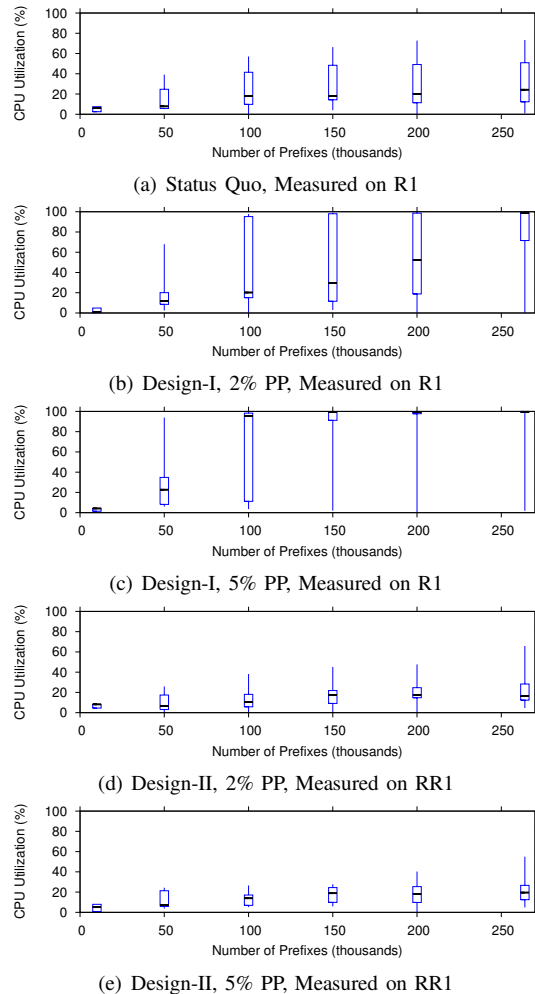 CPU Utilization (%)
100
80
60
40
20
0
0 50 100 150 200 250
Number of Prefixes (thousands)
(a) Status Quo, Measured on R1
CPU Utilization (%)
100
80
60
40
20
0
0 50 100 150 200 250
Number of Prefixes (thousands)
(b) Design-I, 2% PP, Measured on R1
CPU Utilization (%)
100
80
60
40
20
0
0 50 100 150 200 250
Number of Prefixes (thousands)
(c) Design-I, 5% PP, Measured on R1
CPU Utilization (%)
100
80
60
40
20
0
0 50 100 150 200 250
Number of Prefixes (thousands)
(d) Design-II, 2% PP, Measured on RR1
CPU Utilization (%)
100
80
60
40
20
0
0 50 100 150 200 250
Number of Prefixes (thousands)
(e) Design-II, 5% PP, Measured on RR1